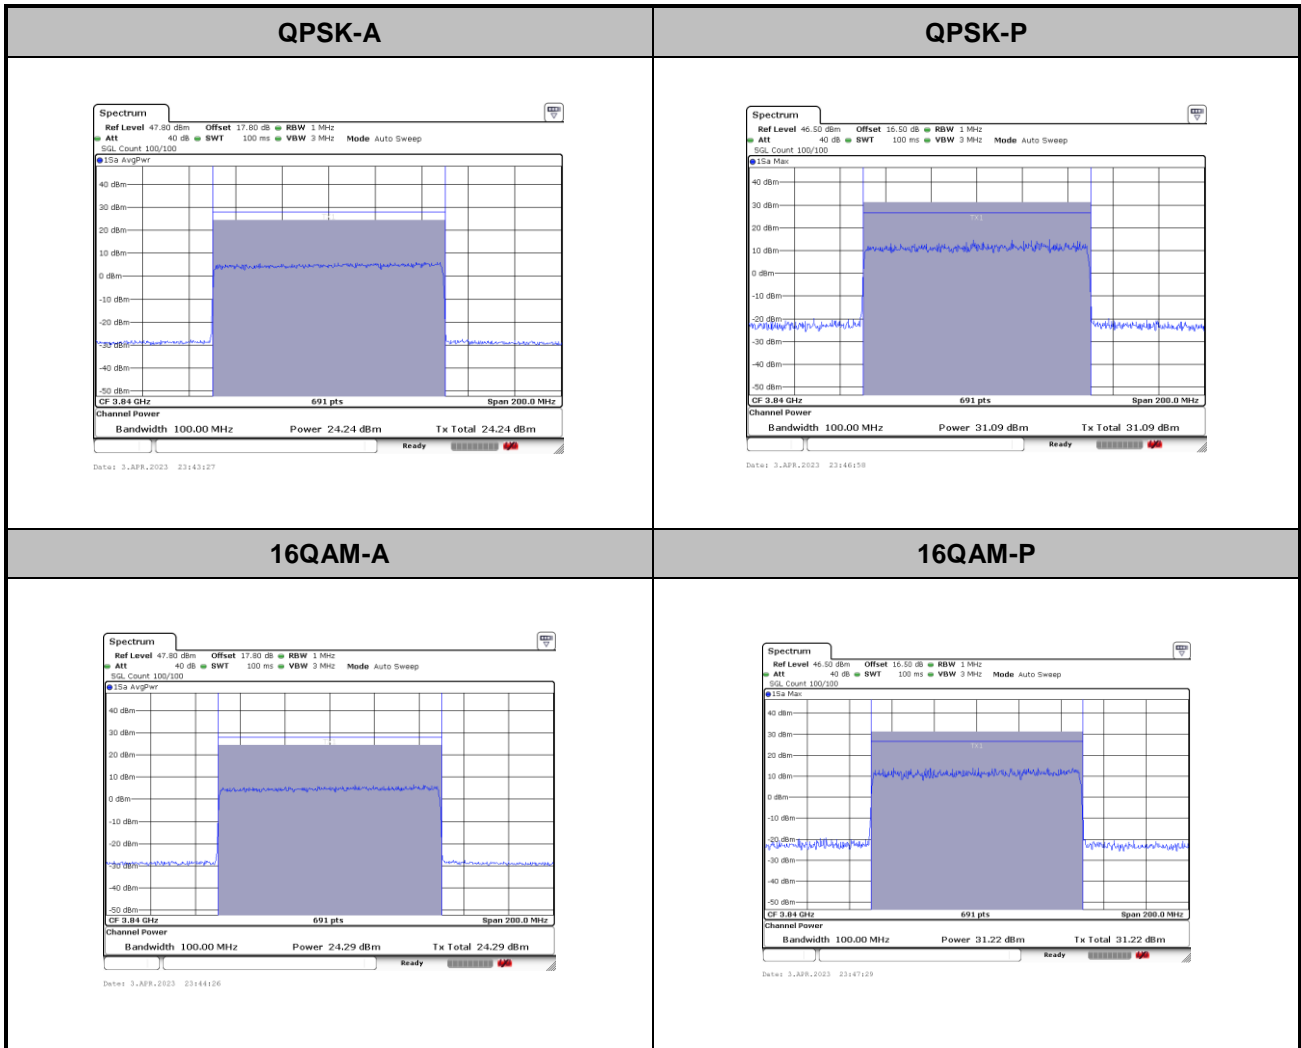 QPSK-A
QPSK-P
Spectrum
Ref Level 47.80 dBm Offset 17.80 dB RBW 1 MHz
Att 40 dB SWT 100 ms VBW 3 MHz Mode Auto Sweep
SGL Count 100/100
1Sa AvgPwr
40 dBm
30 dBm
20 dBm
10 dBm
0 dBm
-10 dBm
-20 dBm
-30 dBm
-40 dBm
-50 dBm
CF 3.84 GHz 691 pts Span 200.0 MHz
Channel Power
Bandwidth 100.00 MHz Power 24.24 dBm Tx Total 24.24 dBm
Ready
Date: 3.APR.2023 23:43:27
Spectrum
Ref Level 46.50 dBm Offset 16.50 dB RBW 1 MHz
Att 40 dB SWT 100 ms VBW 3 MHz Mode Auto Sweep
SGL Count 100/100
1Sa Max
40 dBm
30 dBm
TX1
20 dBm
10 dBm
0 dBm
-10 dBm
-20 dBm
-30 dBm
-40 dBm
-50 dBm
CF 3.84 GHz 691 pts Span 200.0 MHz
Channel Power
Bandwidth 100.00 MHz Power 31.09 dBm Tx Total 31.09 dBm
Ready
Date: 3.APR.2023 23:46:58
16QAM-A
16QAM-P
Spectrum
Ref Level 47.80 dBm Offset 17.80 dB RBW 1 MHz
Att 40 dB SWT 100 ms VBW 3 MHz Mode Auto Sweep
SGL Count 100/100
1Sa AvgPwr
40 dBm
30 dBm
20 dBm
10 dBm
0 dBm
-10 dBm
-20 dBm
-30 dBm
-40 dBm
-50 dBm
CF 3.84 GHz 691 pts Span 200.0 MHz
Channel Power
Bandwidth 100.00 MHz Power 24.29 dBm Tx Total 24.29 dBm
Ready
Date: 3.APR.2023 23:44:26
Spectrum
Ref Level 46.50 dBm Offset 16.50 dB RBW 1 MHz
Att 40 dB SWT 100 ms VBW 3 MHz Mode Auto Sweep
SGL Count 100/100
1Sa Max
40 dBm
30 dBm
TX1
20 dBm
10 dBm
0 dBm
-10 dBm
-20 dBm
-30 dBm
-40 dBm
-50 dBm
CF 3.84 GHz 691 pts Span 200.0 MHz
Channel Power
Bandwidth 100.00 MHz Power 31.22 dBm Tx Total 31.22 dBm
Ready
Date: 3.APR.2023 23:47:29